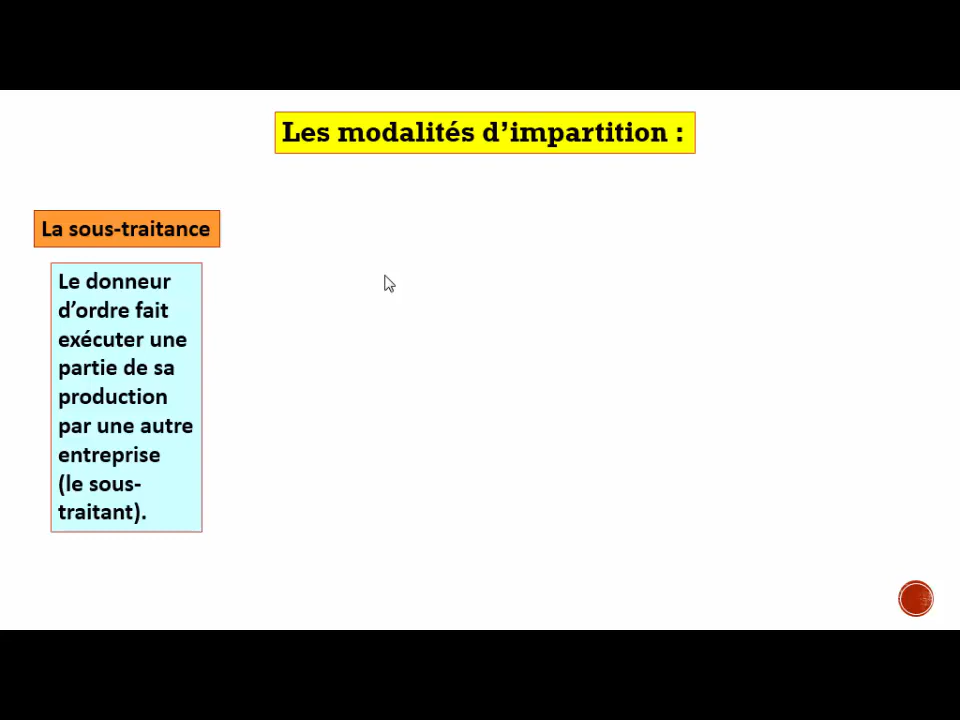 Les modalités d’impartition :
La sous-traitance
Le donneur
d’ordre fait
exécuter une
partie de sa
production
par une autre
entreprise
(le sous-
traitant).